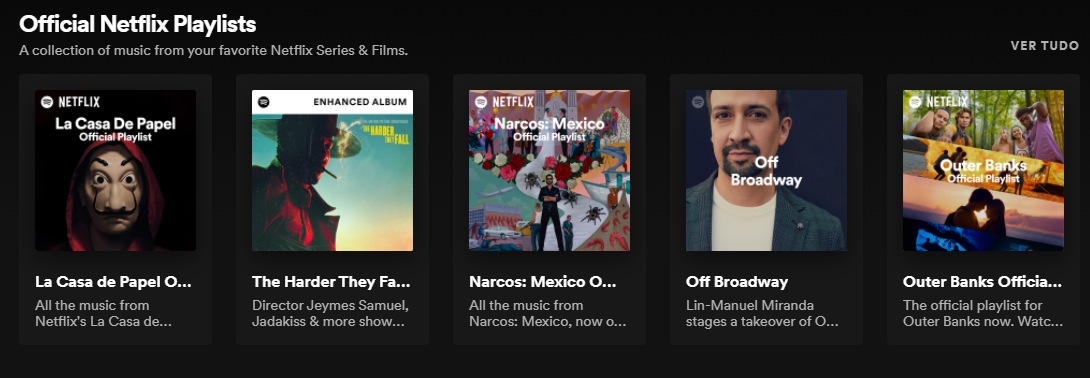 Official Netflix Playlists
A collection of music from your favorite Netflix Series & Films.
VER TUDO
NETFLIX
La Casa De Papel
Official Playlist
La Casa de Papel O...
All the music from
Netflix's La Casa de...
ENHANCED ALBUM
THE HARDER
THEY FALL
The Harder They Fa...
Director Jeymes Samuel,
Jadakiss & more show...
NETFLIX
Narcos: Mexico
Official Playlist
Narcos: Mexico O...
All the music from
Narcos: Mexico, now o...
Off
Broadway
Off Broadway
Lin-Manuel Miranda
stages a takeover of O...
NETFLIX
Outer Banks
Official Playlist
Outer Banks Officia...
The official playlist for
Outer Banks now. Watc...